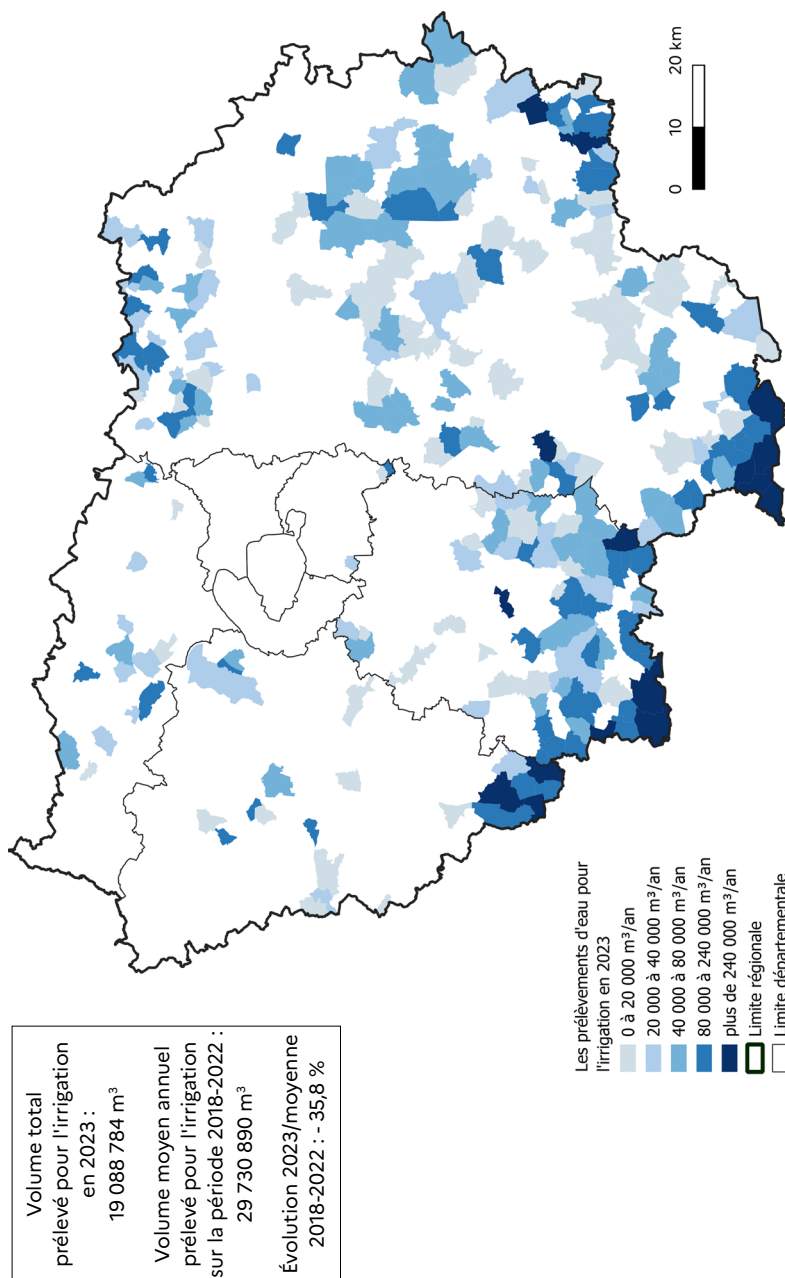 Volume total
prélevé pour l'irrigation
en 2023 :
19 088 784 m³
Volume moyen annuel
prélevé pour l'irrigation
sur la période 2018-2022 :
29 730 890 m³
Évolution 2023/moyenne
2018-2022 : - 35,8 %
Les prélèvements d'eau pour
l'irrigation en 2023
0 à 20 000 m³/an
20 000 à 40 000 m³/an
40 000 à 80 000 m³/an
80 000 à 240 000 m³/an
plus de 240 000 m³/an
Limite régionale
Limite départementale
0 10 20 km